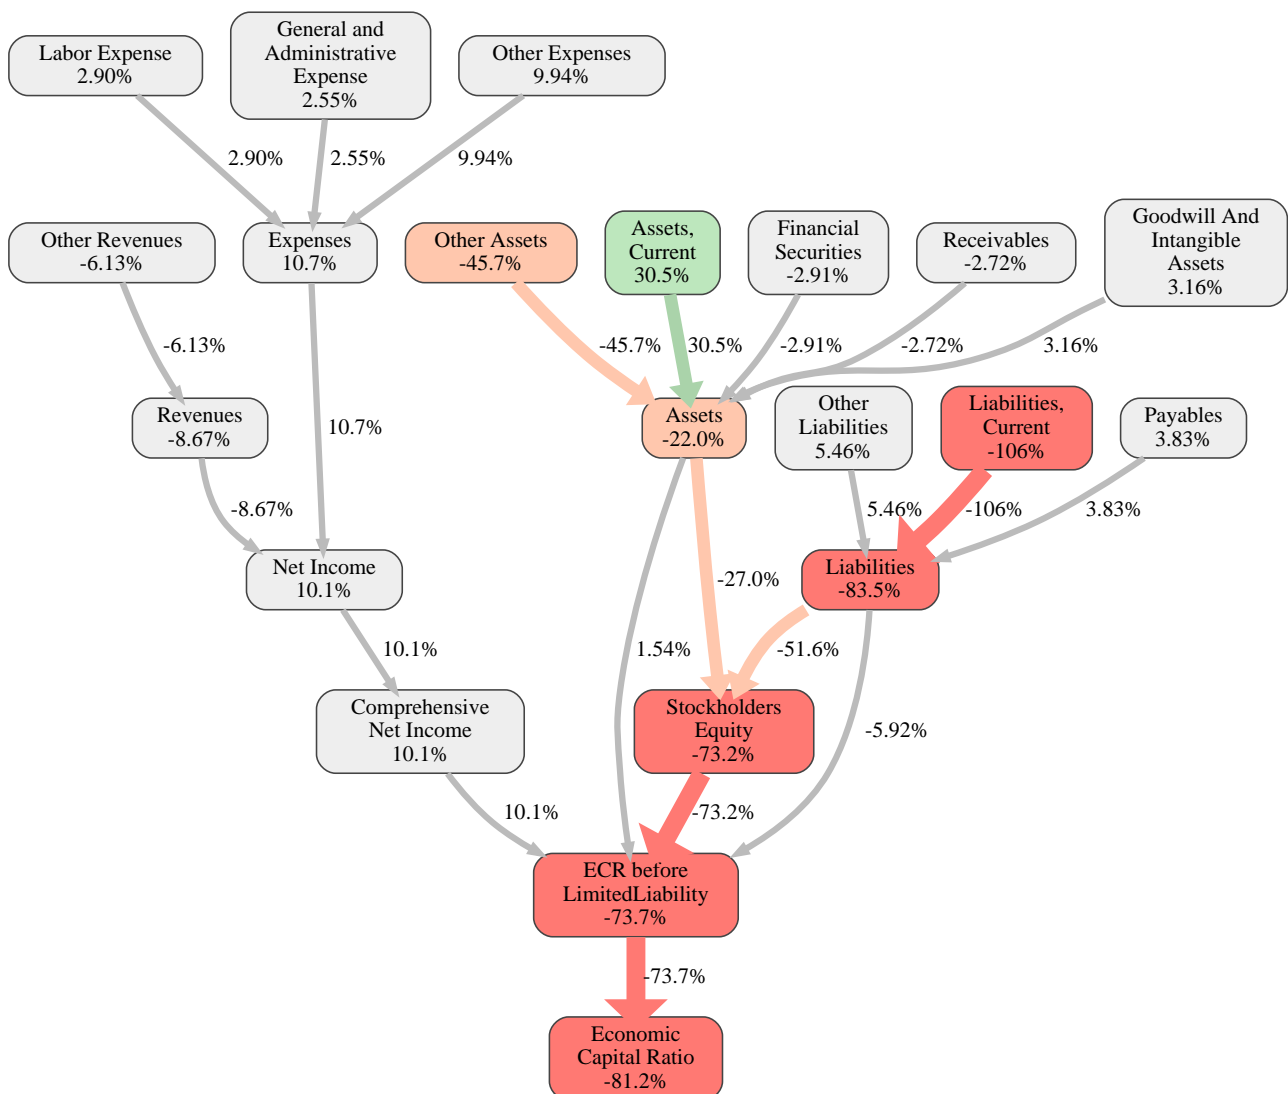 Labor Expense
2.90%
General and
Administrative
Expense
2.55%
Other Expenses
9.94%
2.90%
2.55%
9.94%
Other Revenues
-6.13%
Expenses
10.7%
Other Assets
-45.7%
Assets,
Current
30.5%
Financial
Securities
-2.91%
Receivables
-2.72%
Goodwill And
Intangible
Assets
3.16%
-6.13%
-45.7%
30.5%
-2.91%
-2.72%
3.16%
Revenues
-8.67%
10.7%
Assets
-22.0%
Other
Liabilities
5.46%
Liabilities,
Current
-106%
Payables
3.83%
-8.67%
5.46%
-106%
3.83%
Net Income
10.1%
-27.0%
Liabilities
-83.5%
10.1%
1.54%
-51.6%
Comprehensive
Net Income
10.1%
Stockholders
Equity
-73.2%
-5.92%
10.1%
-73.2%
ECR before
LimitedLiability
-73.7%
-73.7%
Economic
Capital Ratio
-81.2%